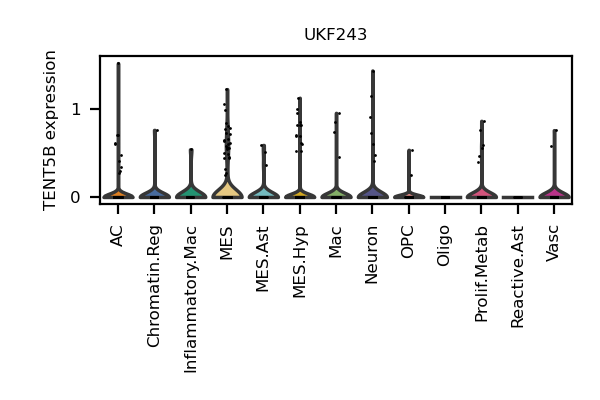 UKF243
TENT5B expression
1
0
AC
Chromatin.Reg
Inflammatory.Mac
MES
MES.Ast
MES.Hyp
Mac
Neuron
OPC
Oligo
Prolif.Metab
Reactive.Ast
Vasc